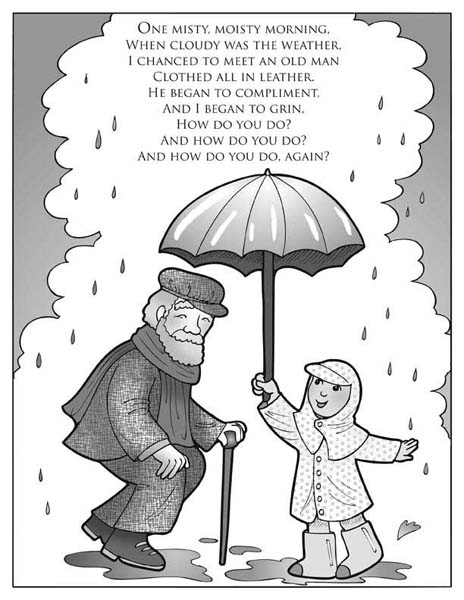 One misty, moisty morning,
When cloudy was the weather,
I chanced to meet an old man
Clothed all in leather.
He began to compliment,
And I began to grin,
How do you do?
And how do you do?
And how do you do, again?